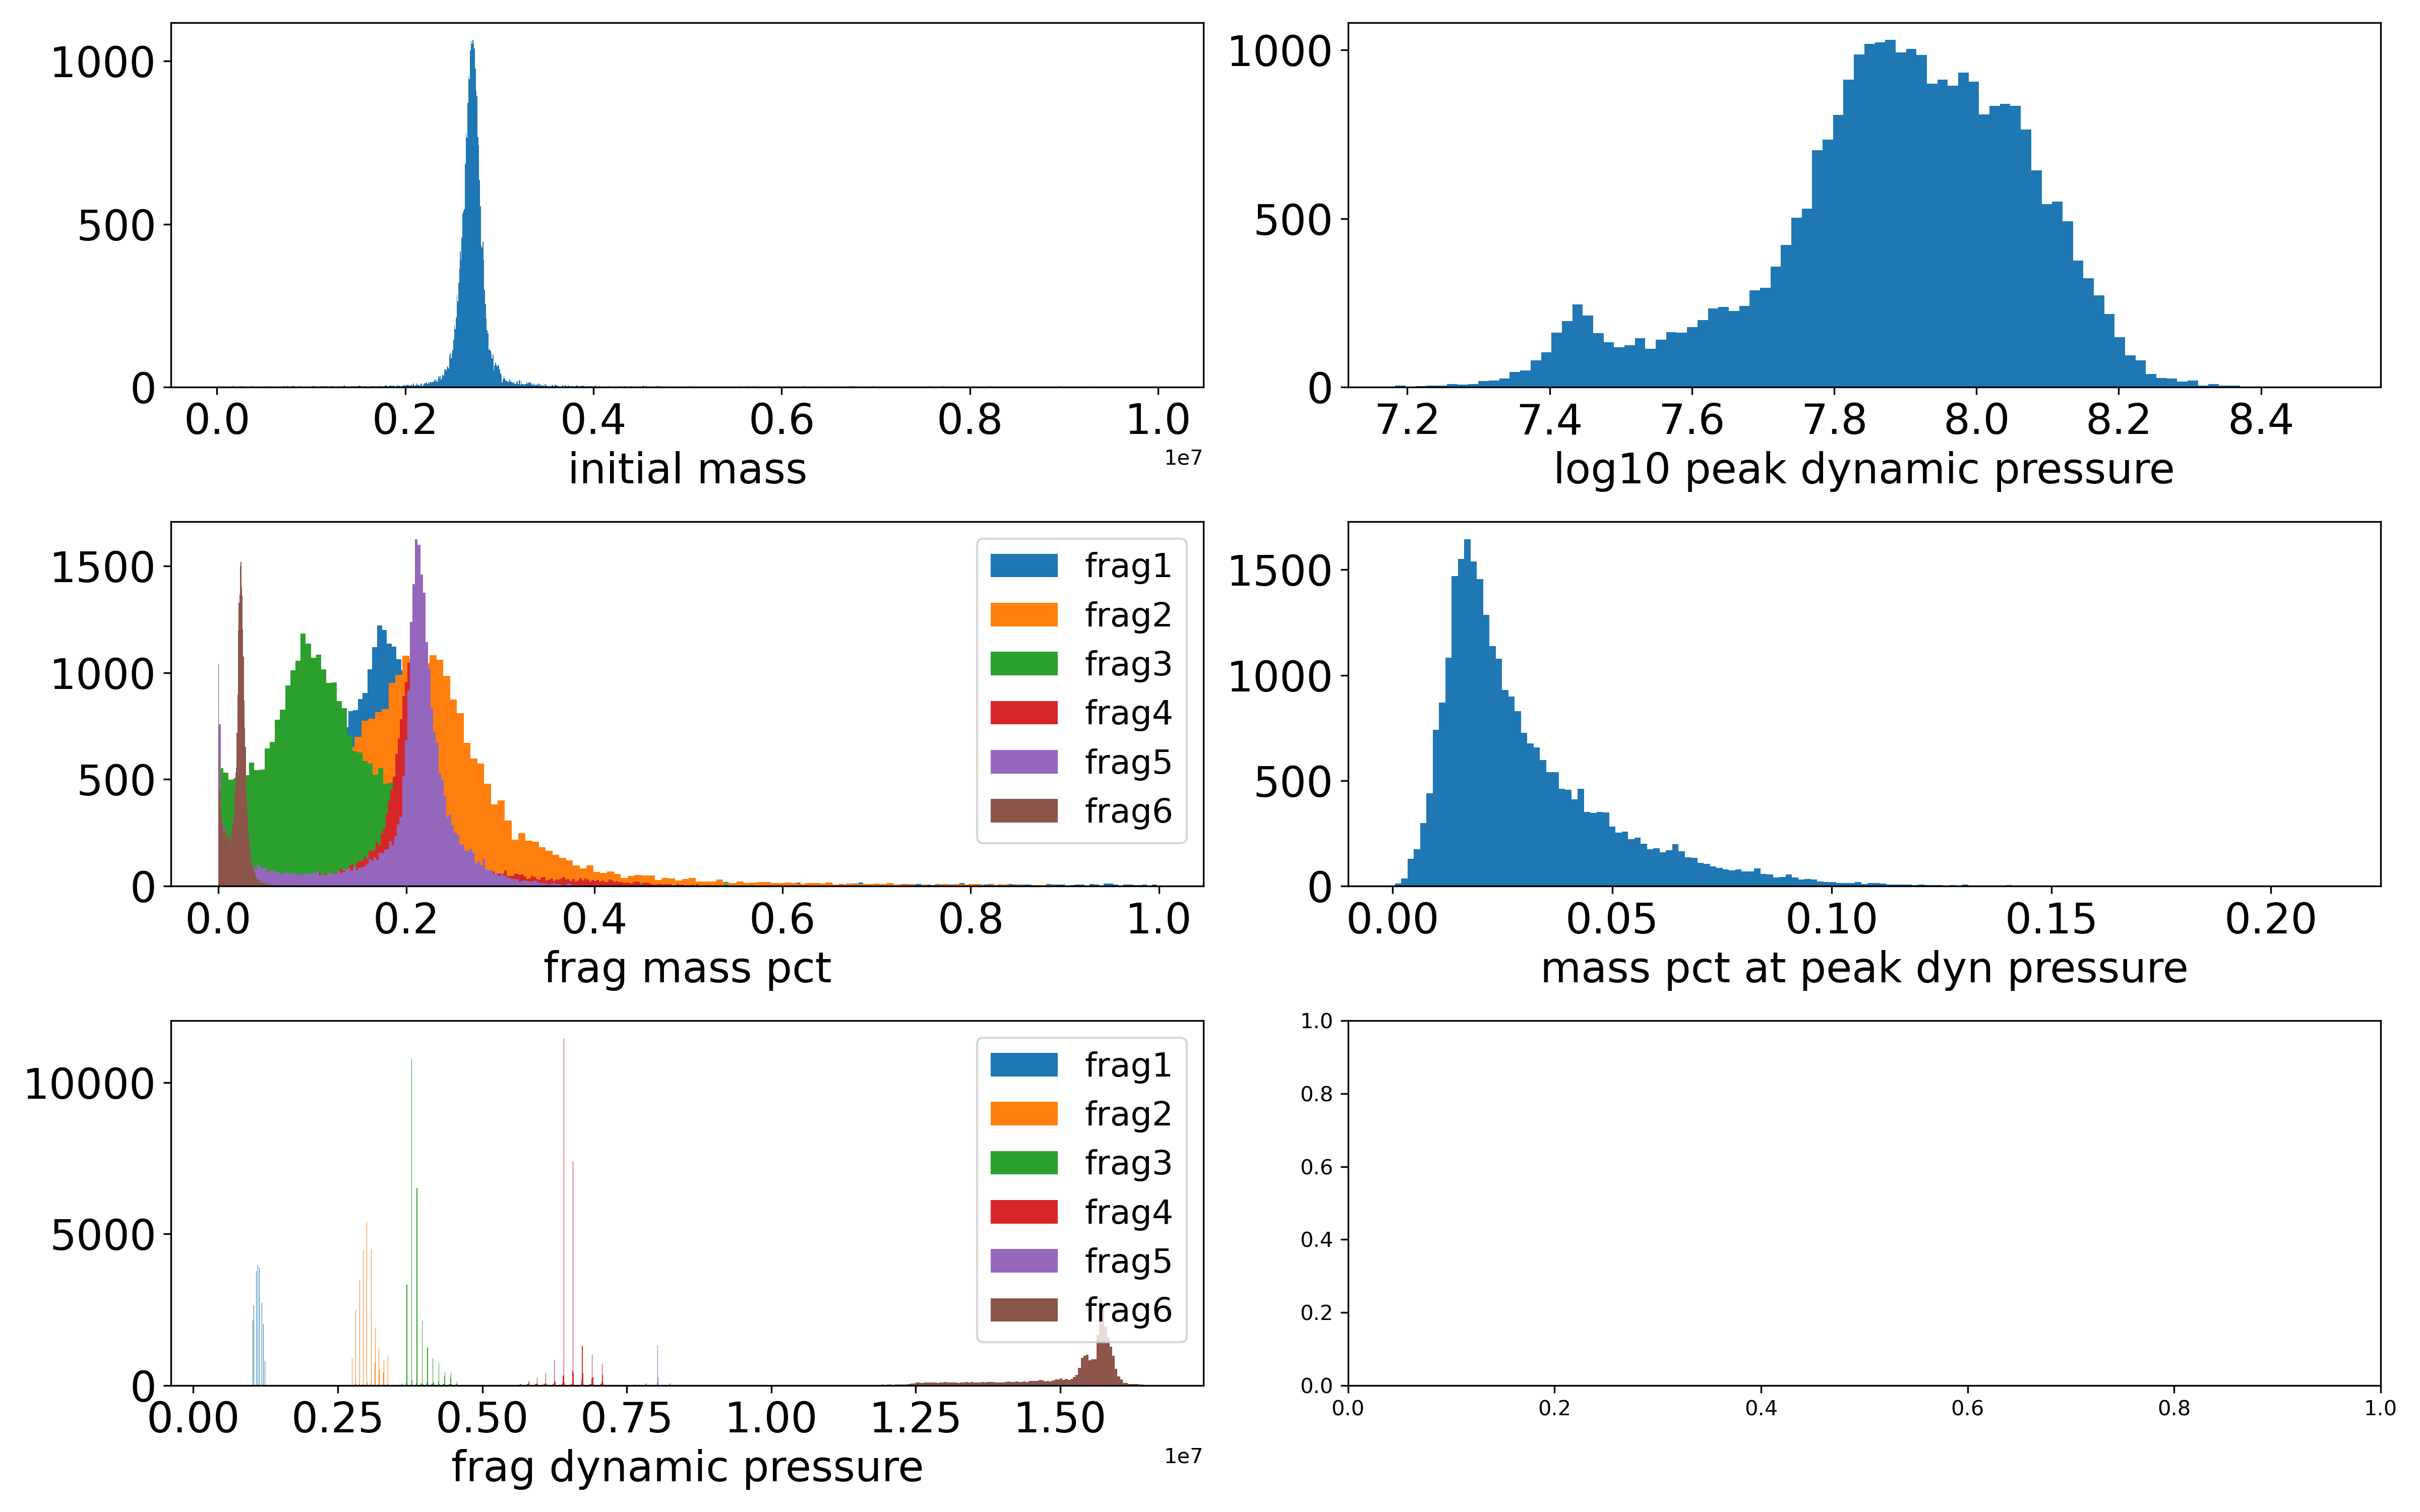 1000
500
0
0.0 0.2 0.4 0.6 0.8 1.0
1e7
initial mass
1000
500
0
7.2 7.4 7.6 7.8 8.0 8.2 8.4
log10 peak dynamic pressure
1500
1000
500
0
0.0 0.2 0.4 0.6 0.8 1.0
frag mass pct
frag1
frag2
frag3
frag4
frag5
frag6
1500
1000
500
0
0.00 0.05 0.10 0.15 0.20
mass pct at peak dyn pressure
10000
5000
0
0.00 0.25 0.50 0.75 1.00 1.25 1.50
1e7
frag dynamic pressure
frag1
frag2
frag3
frag4
frag5
frag6
1.0
0.8
0.6
0.4
0.2
0.0
0.0 0.2 0.4 0.6 0.8 1.0